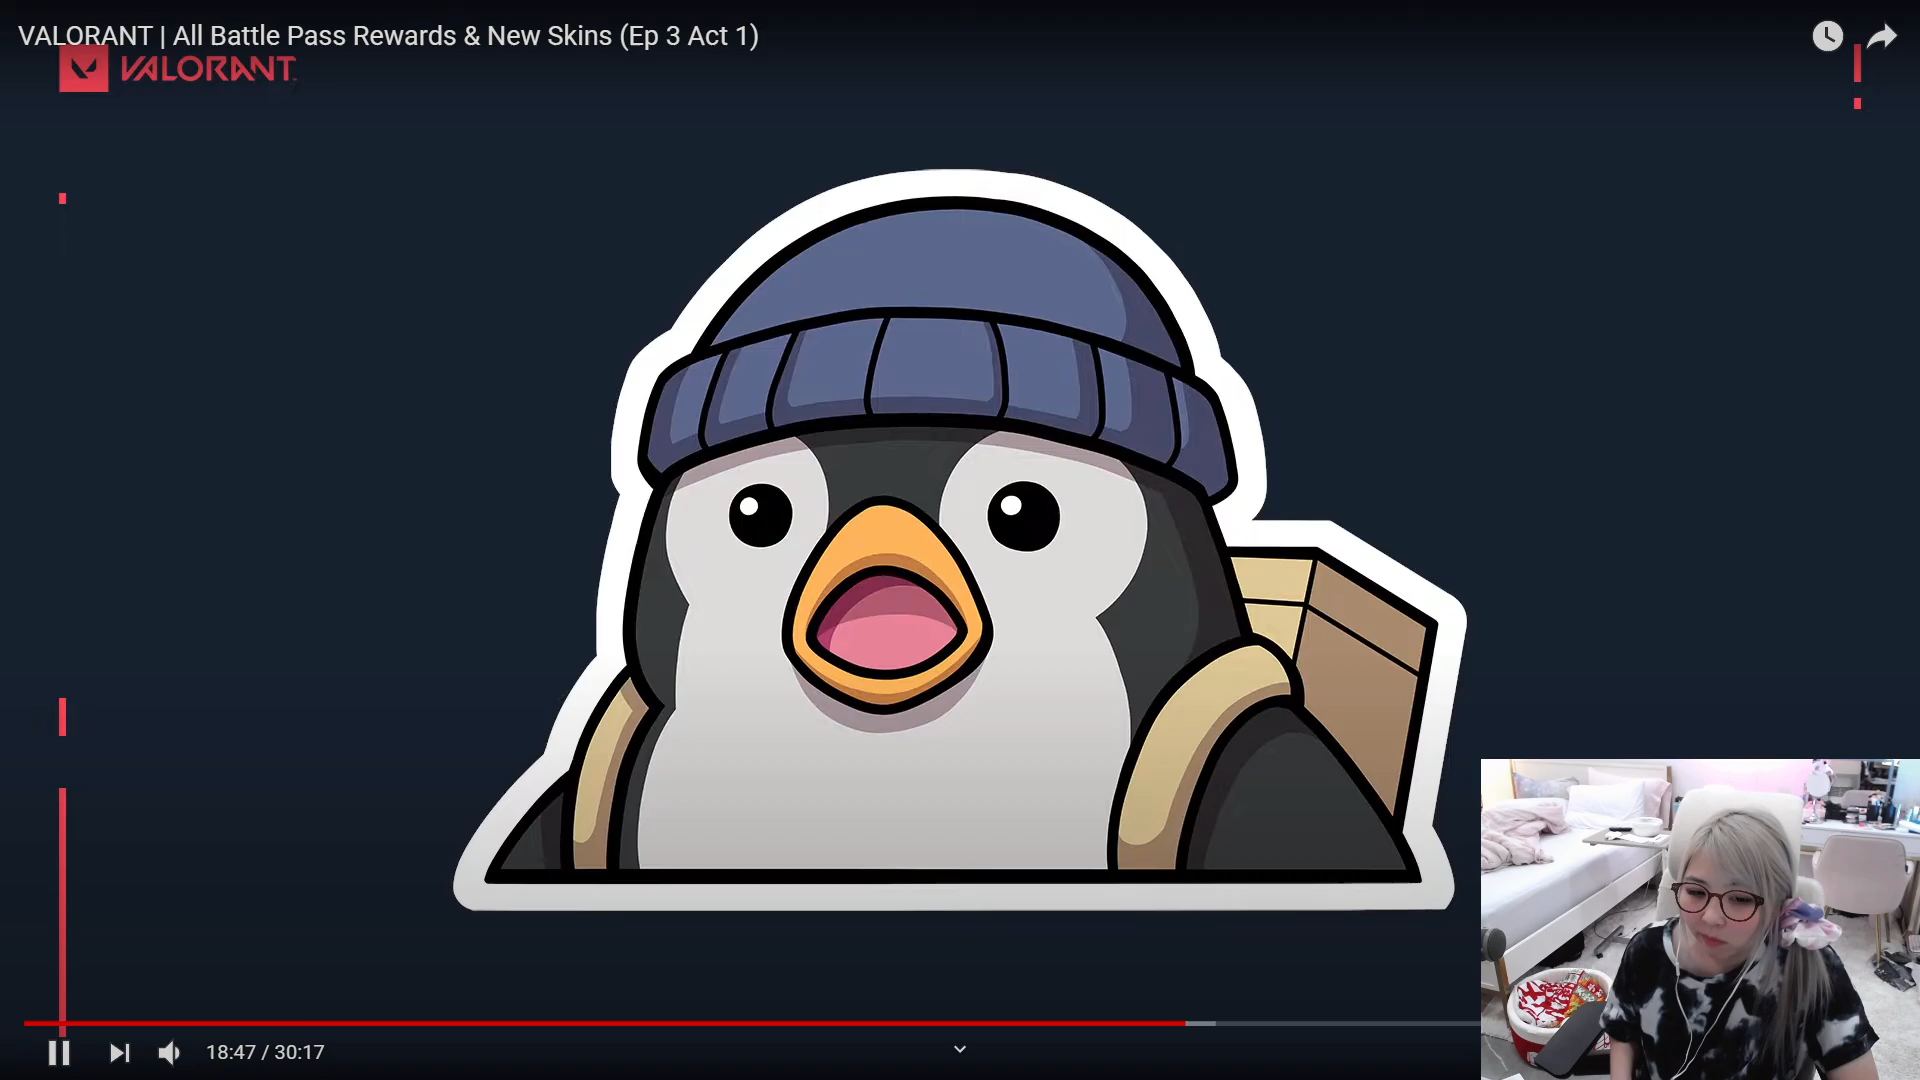 VALORANT | All Battle Pass Rewards & New Skins (Ep 3 Act 1)
VALORANT
18:47 / 30:17